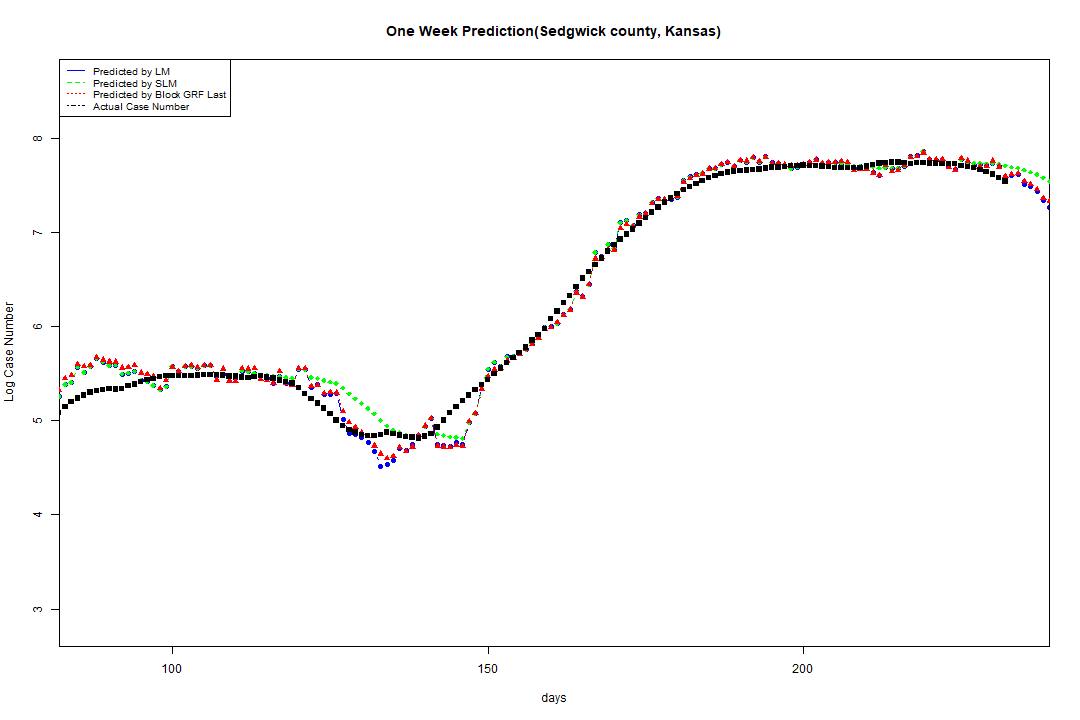 One Week Prediction(Sedgwick county, Kansas)
Predicted by LM
Predicted by SLM
Predicted by Block GRF Last
Actual Case Number
8
7
6
5
4
3
Log Case Number
100 150 200
days